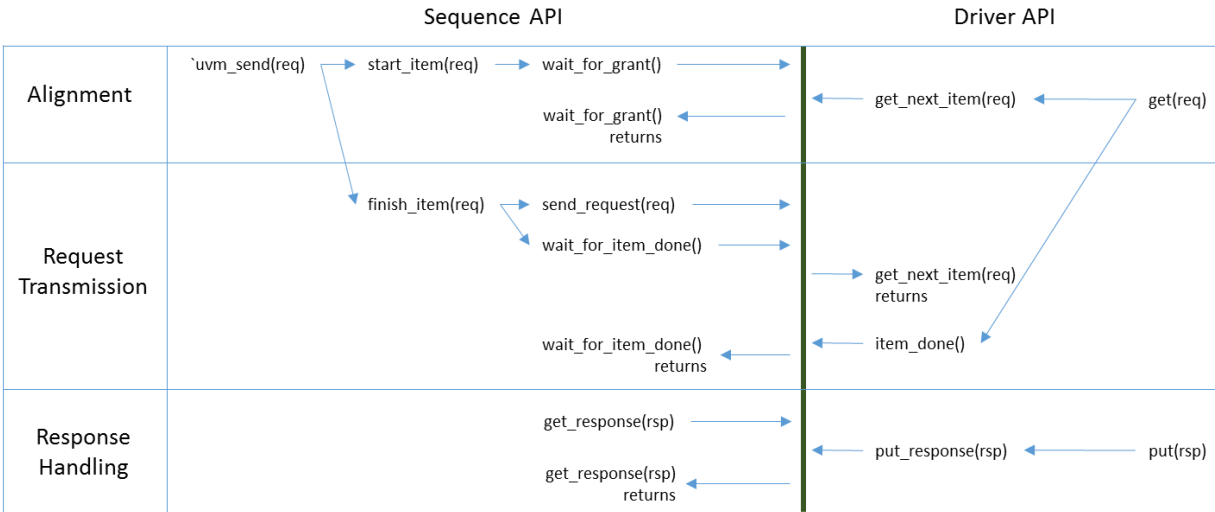 Sequence API
Driver API
Alignment
`uvm_send(req)
start_item(req)
wait_for_grant()
get_next_item(req)
get(req)
wait_for_grant()
returns
Request
Transmission
finish_item(req)
send_request(req)
wait_for_item_done()
get_next_item(req)
returns
item_done()
wait_for_item_done()
returns
Response
Handling
get_response(rsp)
put_response(rsp)
put(rsp)
get_response(rsp)
returns